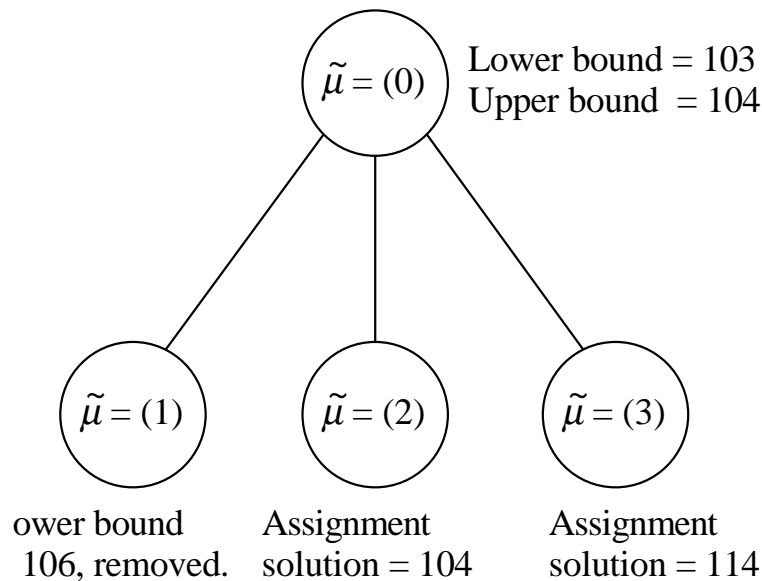 μ̃ = (0)
Lower bound = 103
Upper bound = 104
μ̃ = (1)
μ̃ = (2)
μ̃ = (3)
ower bound
106, removed.
Assignment
solution = 104
Assignment
solution = 114